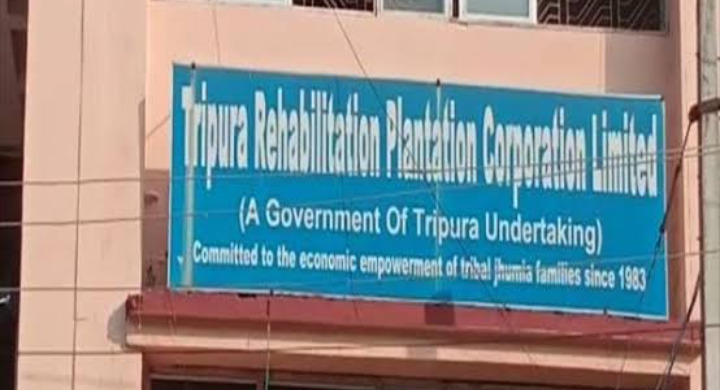 Tripura Rehabilitation Plantation Corporation Limited
(A Government Of Tripura Undertaking)
Committed to the economic empowerment of tribal jhumia families since 1983